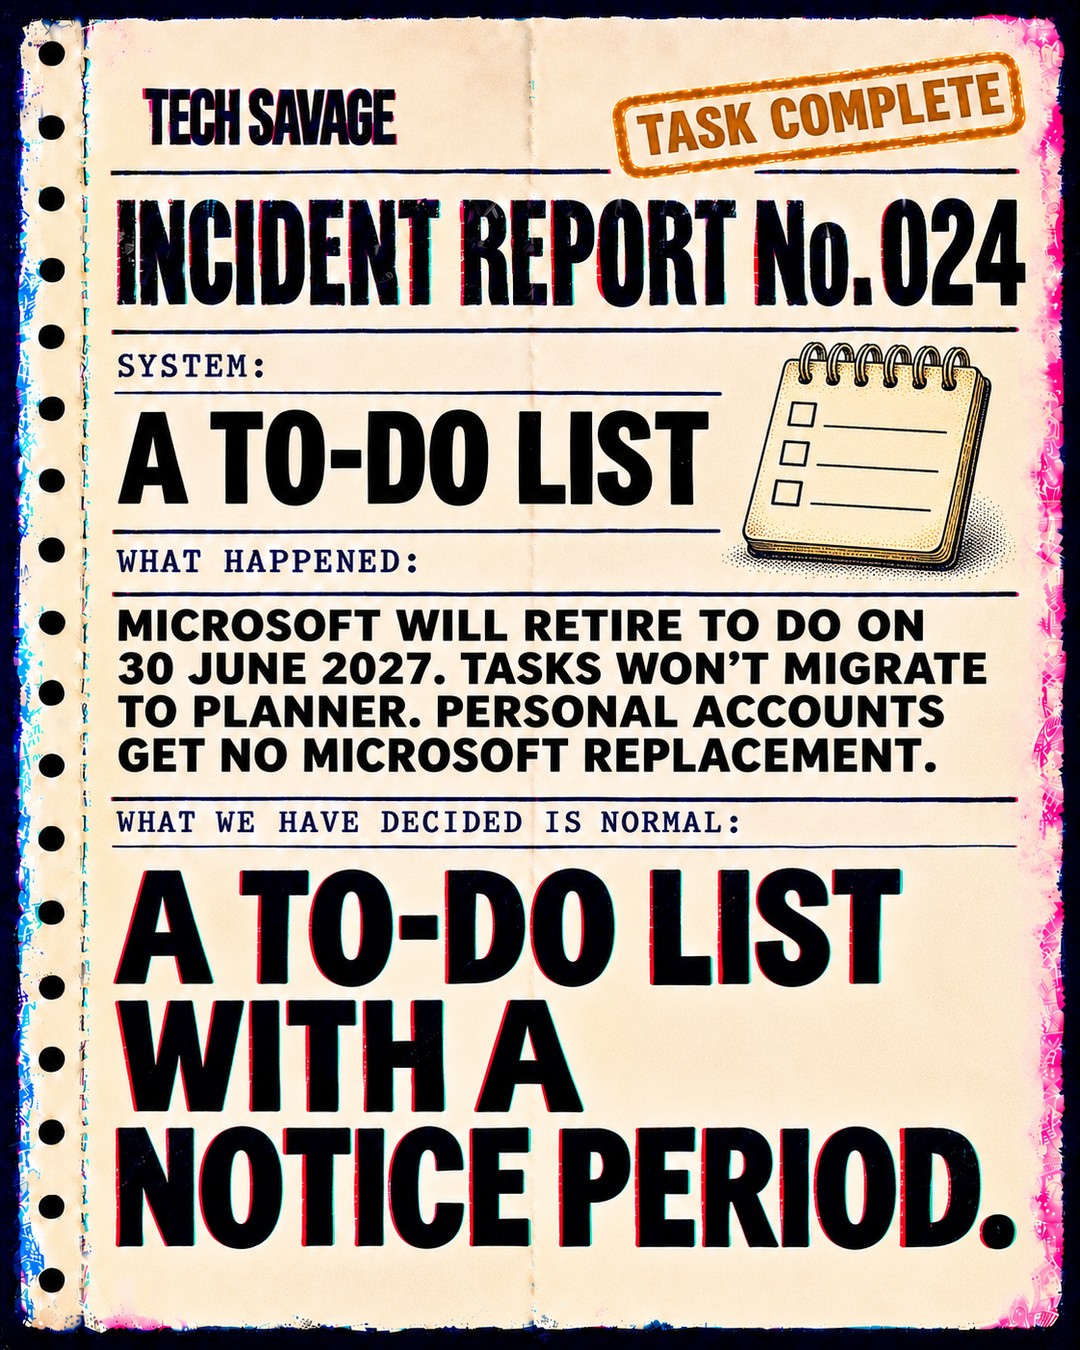 TECH SAVAGE
TASK COMPLETE
INCIDENT REPORT No. 024
SYSTEM:
A TO-DO LIST
WHAT HAPPENED:
MICROSOFT WILL RETIRE TO DO ON
30 JUNE 2027. TASKS WON’T MIGRATE
TO PLANNER. PERSONAL ACCOUNTS
GET NO MICROSOFT REPLACEMENT.
WHAT WE HAVE DECIDED IS NORMAL:
A TO-DO LIST
WITH A
NOTICE PERIOD.